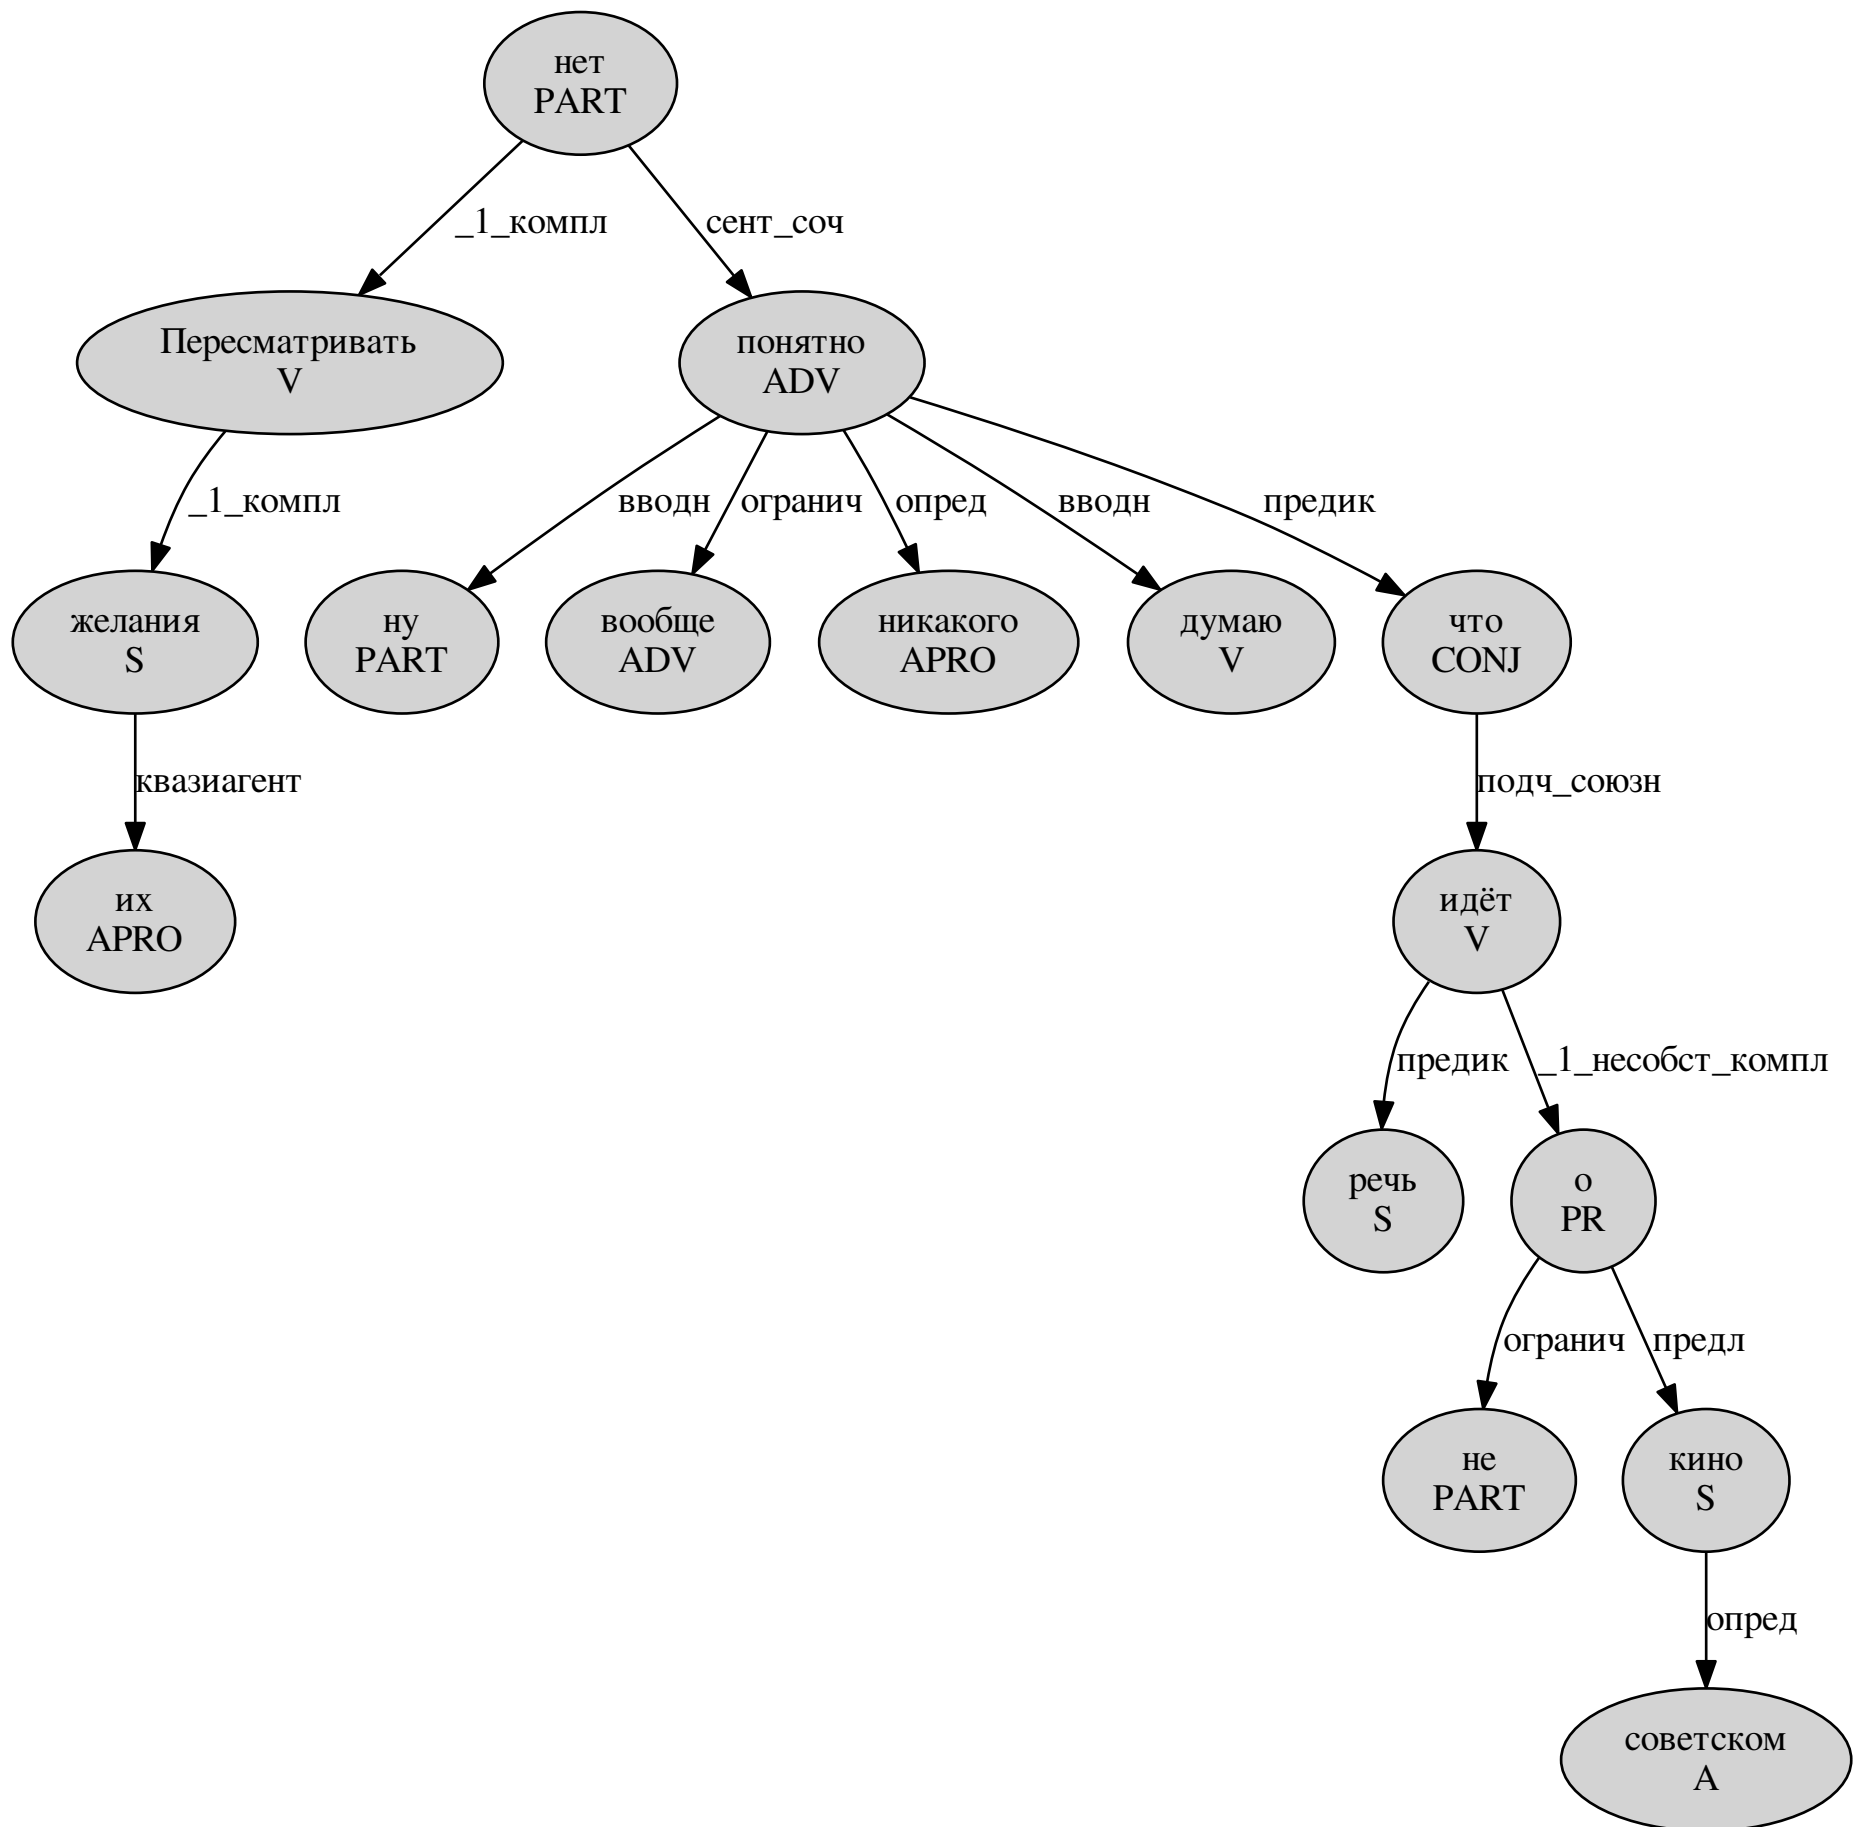 нет
PART
_1_компл
сент_соч
Пересматривать
V
понятно
ADV
_1_компл
вводн
огранич
опред
вводн
предик
желания
S
ну
PART
вообще
ADV
никакого
APRO
думаю
V
что
CONJ
квазиагент
подч_союзн
их
APRO
идёт
V
предик
_1_несобст_компл
речь
S
о
PR
огранич
предл
не
PART
кино
S
опред
советском
A